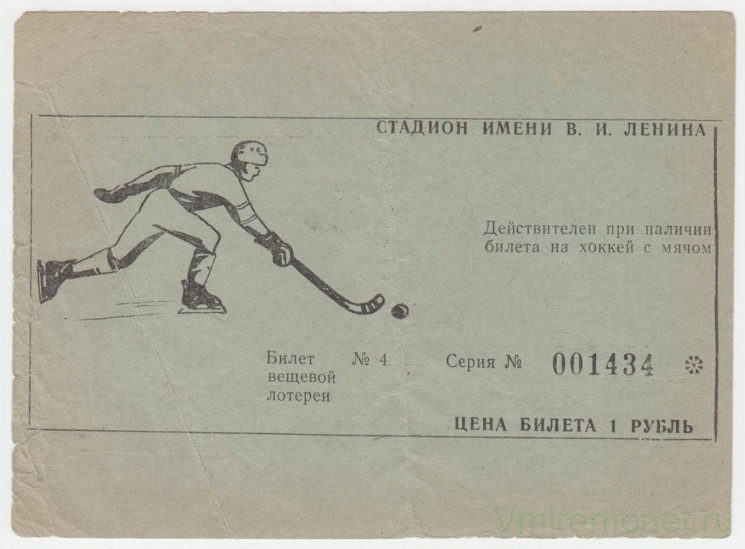 СТАДИОН ИМЕНИ В. И. ЛЕНИНА
Действителен при наличии
билета на хоккей с мячом
Билет № 4 Серия № 001434
вещевой
лотереи
ЦЕНА БИЛЕТА 1 РУБЛЬ
Vmiremonet.ru